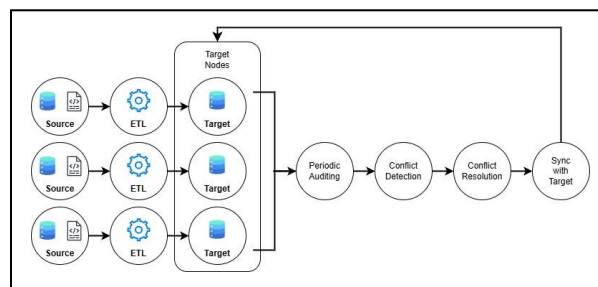 Target
Nodes
Source
ETL
Target
Source
ETL
Target
Periodic
Auditing
Conflict
Detection
Conflict
Resolution
Sync
with
Target
Source
ETL
Target